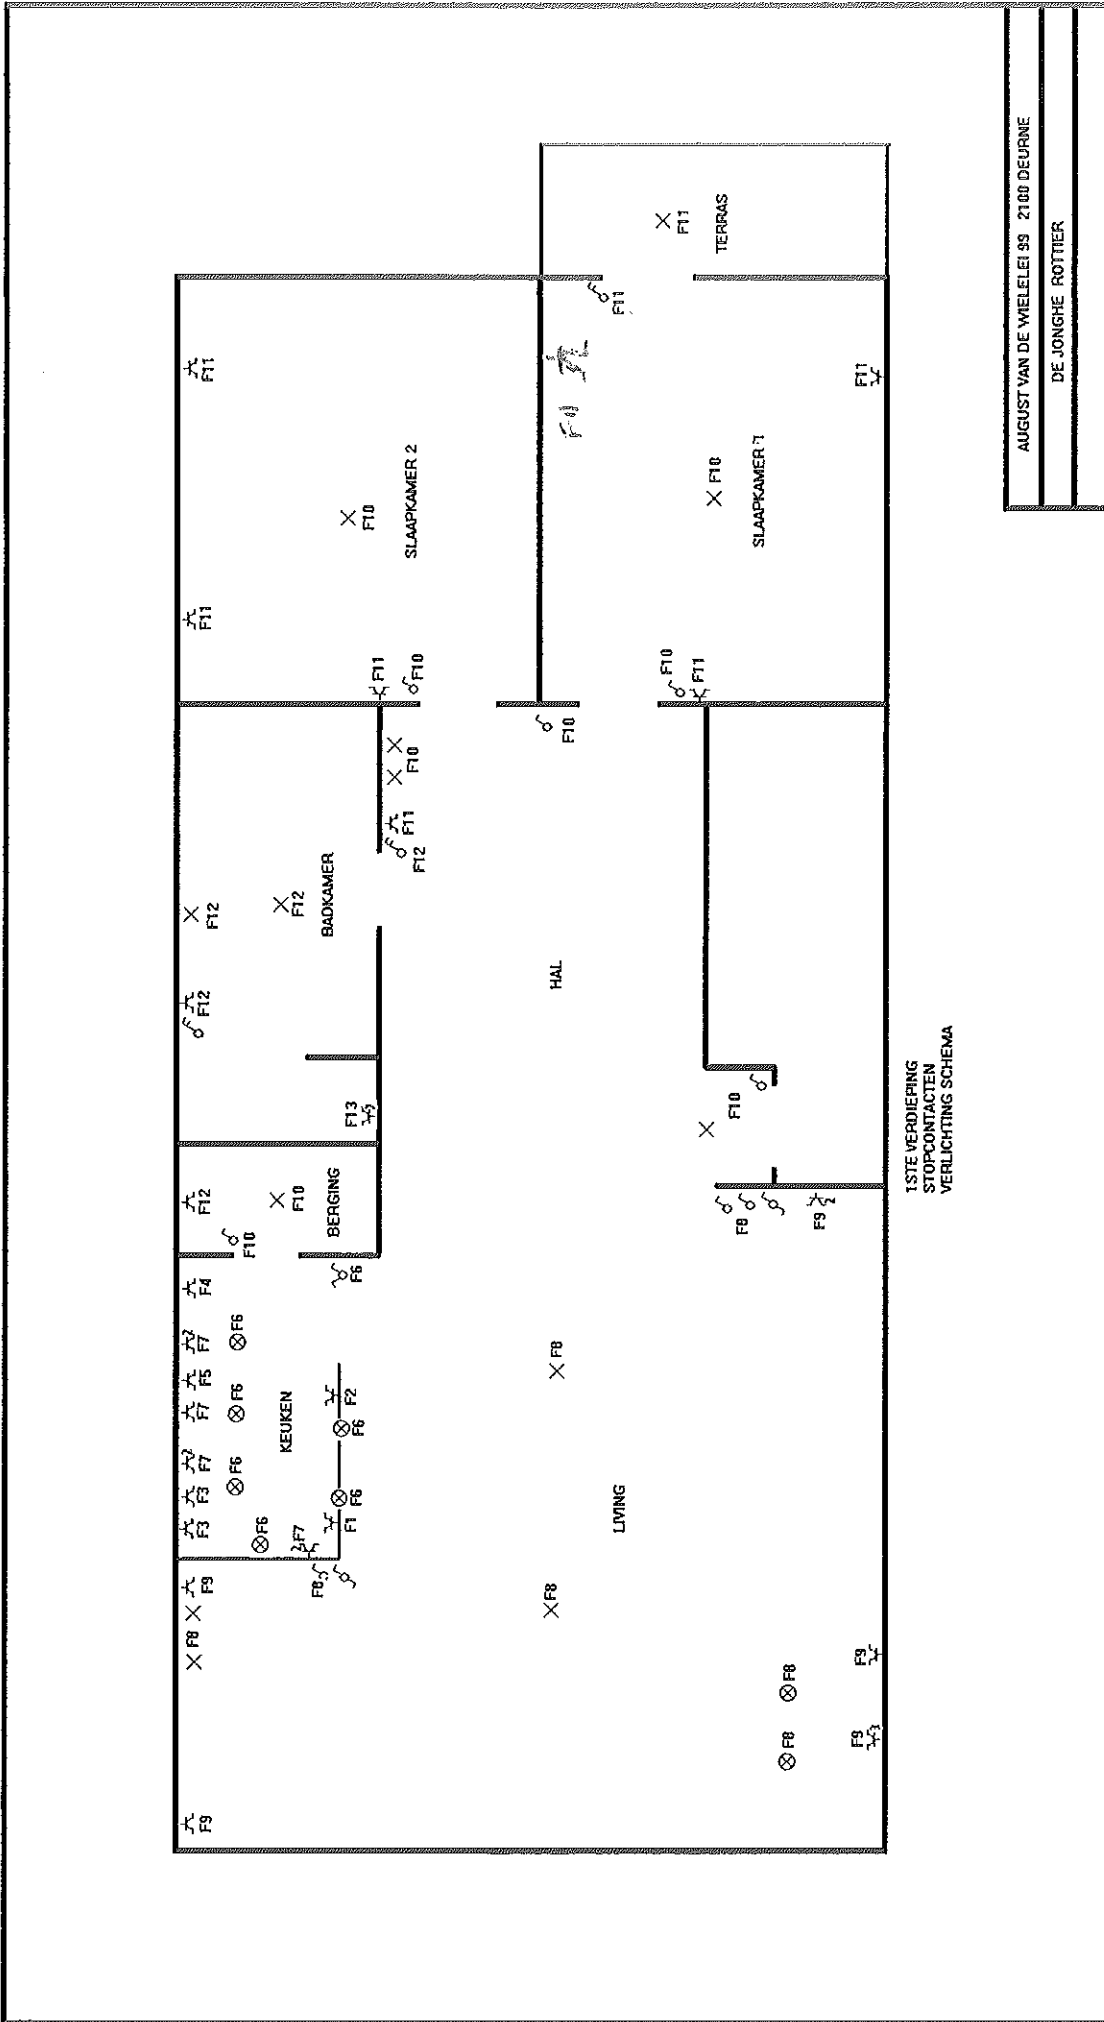 F9 F8 F9 F3 F3 F7 F7 F5 F7 F4 F12 F12 F12 F11 F11
F6 F6 F6 F6 F10
KEUKEN F10 F12
F7
F8 BERGING BADKAMER
F1 F6 F6 F2 F6 F13 F10
F11
F12 F11 F10 F10 SLAAPKAMER 2
F8 F8 HAL F10 F11
LIVING F11
F10 F11
F11
F10 TERRAS
F8 F10 SLAAPKAMER 1
F8 F8
F9
F9 F9 F11
1STE VERDIEPING
STOPCONTACTEN
VERLICHTING SCHEMA
AUGUST VAN DE WIELELEI 99 2100 DEURNE
DE JONGHE ROTTIER